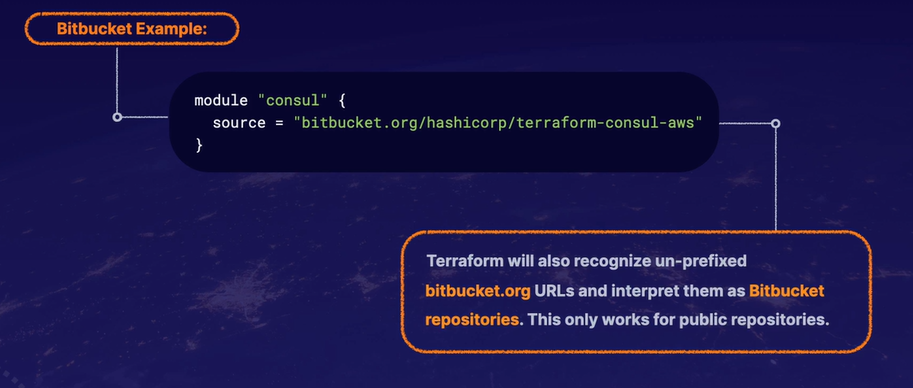 Bitbucket Example:
module "consul" {
  source = "bitbucket.org/hashicorp/terraform-consul-aws"
}
Terraform will also recognize un-prefixed
bitbucket.org URLs and interpret them as Bitbucket
repositories. This only works for public repositories.